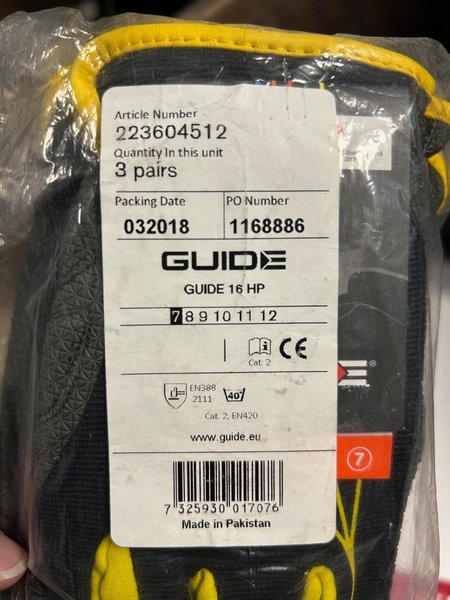 Article Number
223604512
Quantity In this unit
3 pairs
Packing Date PO Number
032018 1168886
GUIDE
GUIDE 16 HP
7 8 9 10 11 12
i CE
Cat. 2
EN388
2111 40°
Cat. 2, EN420
www.guide.eu
7
7 325930 017076
Made in Pakistan